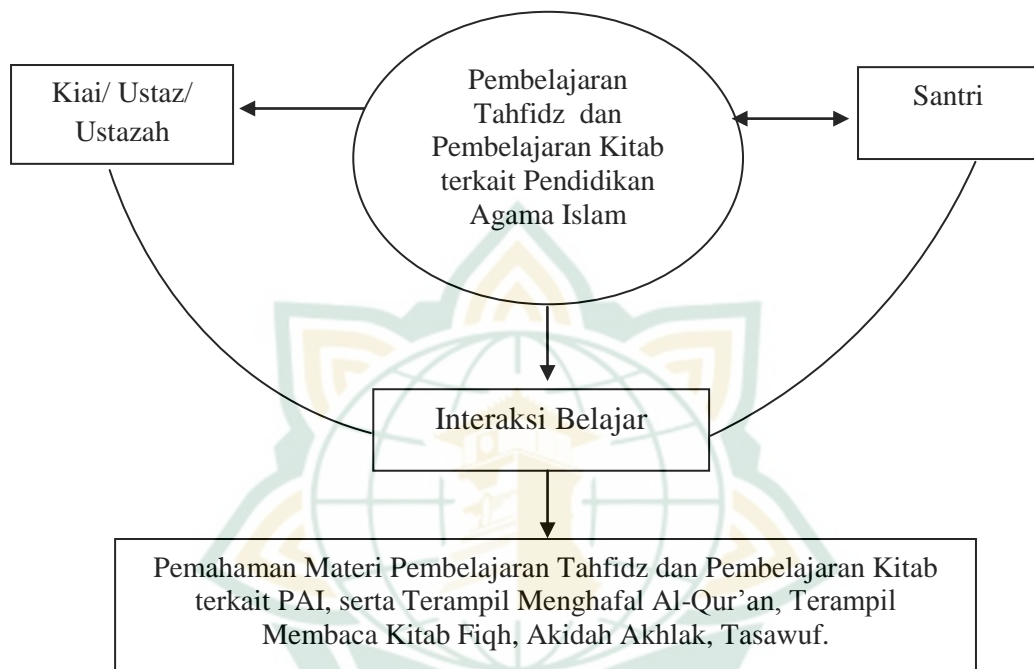 Kiai/ Ustaz/
Ustazah
Pembelajaran
Tahfidz dan
Pembelajaran Kitab
terkait Pendidikan
Agama Islam
Santri
Interaksi Belajar
Pemahaman Materi Pembelajaran Tahfidz dan Pembelajaran Kitab
terkait PAI, serta Terampil Menghafal Al-Qur’an, Terampil
Membaca Kitab Fiqh, Akidah Akhlak, Tasawuf.